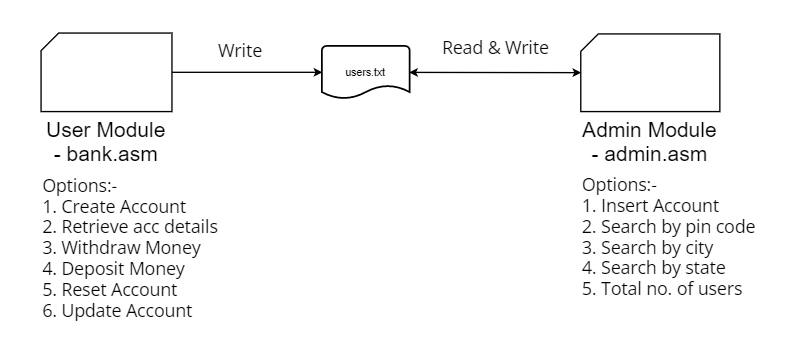 Write
users.txt
Read & Write
User Module
- bank.asm
Options:-
1. Create Account
2. Retrieve acc details
3. Withdraw Money
4. Deposit Money
5. Reset Account
6. Update Account
Admin Module
- admin.asm
Options:-
1. Insert Account
2. Search by pin code
3. Search by city
4. Search by state
5. Total no. of users